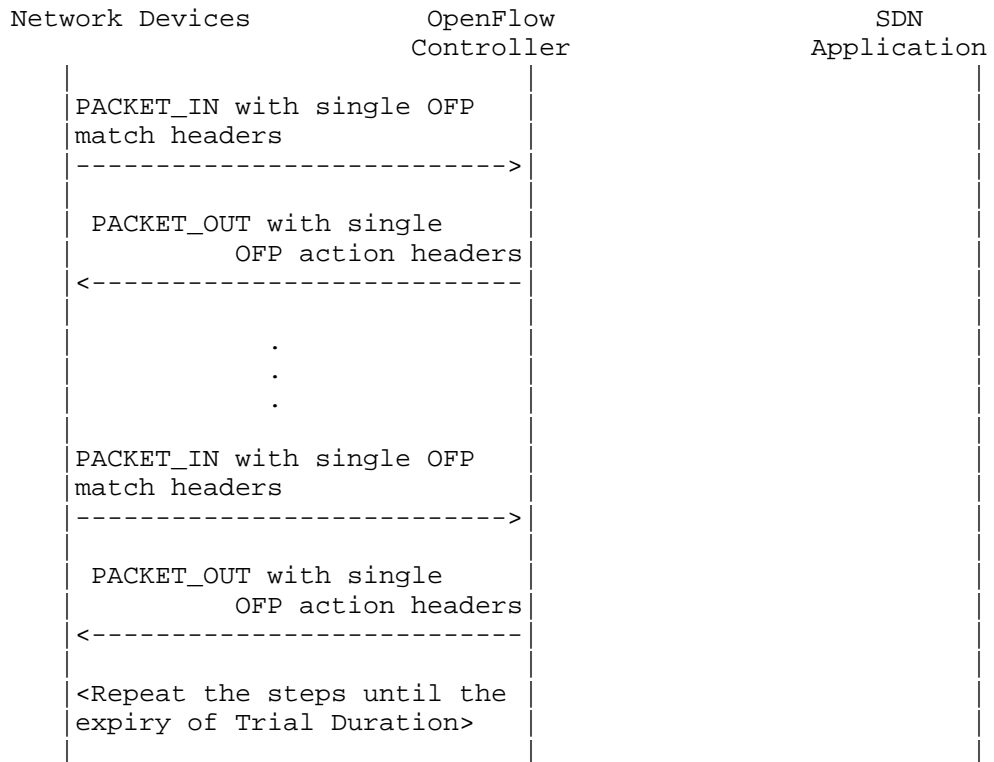 Network Devices OpenFlow SDN
Controller Application
PACKET_IN with single OFP
match headers
--------------------------->
PACKET_OUT with single
OFP action headers
<---------------------------
.
.
.
PACKET_IN with single OFP
match headers
--------------------------->
PACKET_OUT with single
OFP action headers
<---------------------------
<Repeat the steps until the
expiry of Trial Duration>